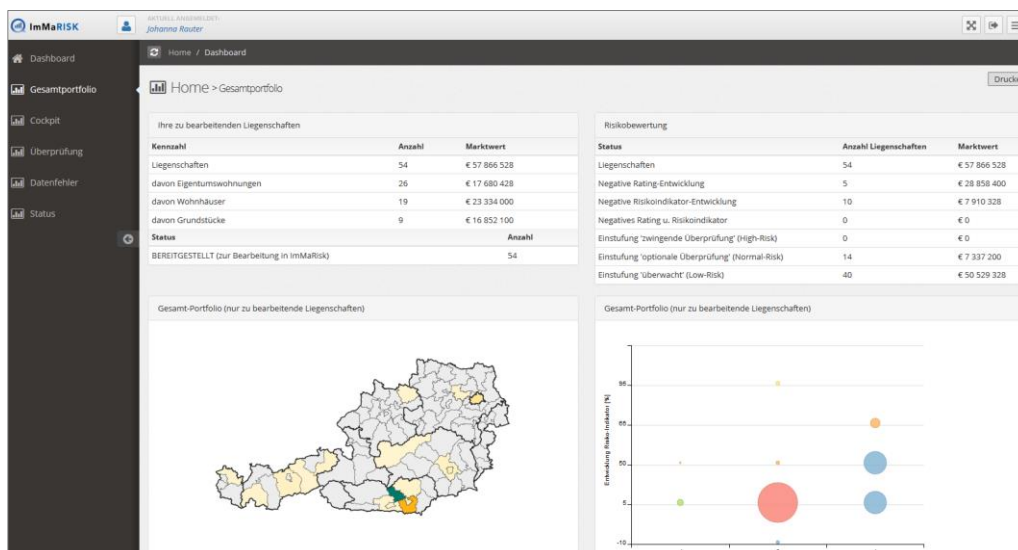 ImMaRISK
AKTUELL ANGEMELDET:
Johanna Rauter
Dashboard
Gesamtportfolio
Cockpit
Überprüfung
Datenfehler
Status
Home / Dashboard
Home > Gesamtportfolio
Drucke
Ihre zu bearbeitenden Liegenschaften
Kennzahl Anzahl Marktwert
Liegenschaften 54 € 57 866 528
davon Eigentumswohnungen 26 € 17 680 428
davon Wohnhäuser 19 € 23 334 000
davon Grundstücke 9 € 16 852 100
Status Anzahl
BEREITGESTELLT (zur Bearbeitung in ImMaRisk) 54
Risikobewertung
Status Anzahl Liegenschaften Marktwert
Liegenschaften 54 € 57 866 528
Negative Rating-Entwicklung 5 € 28 858 400
Negative Risikoindikator-Entwicklung 10 € 7 910 328
Negatives Rating u. Risikoindikator 0 € 0
Einstufung 'zwingende Überprüfung' (High-Risk) 0 € 0
Einstufung 'optionale Überprüfung' (Normal-Risk) 14 € 7 337 200
Einstufung 'überwacht' (Low-Risk) 40 € 50 529 328
Gesamt-Portfolio (nur zu bearbeitende Liegenschaften)
Gesamt-Portfolio (nur zu bearbeitende Liegenschaften)
Entwicklung Risiko-Indikator [%]
50
5
-10